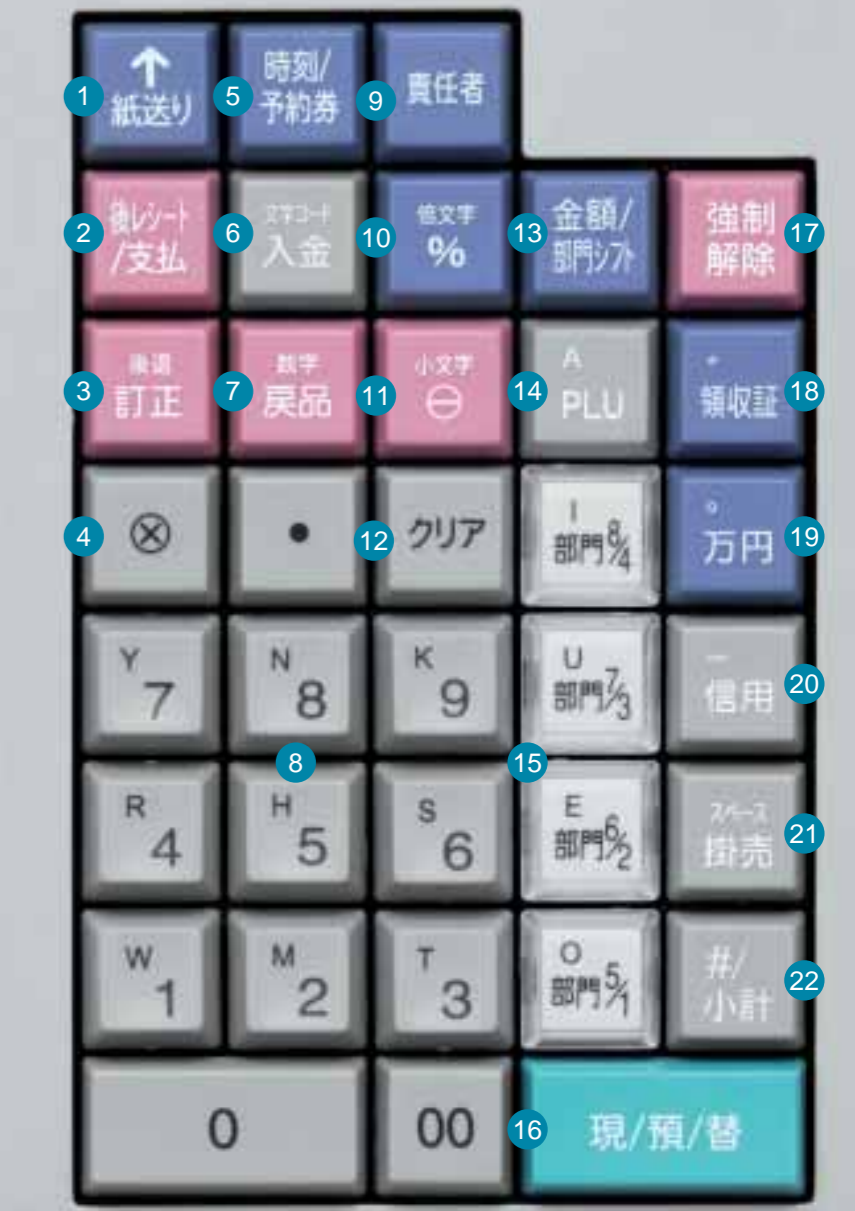 ↑
1 紙送り
5 時刻/
予約券
9 責任者
2 後レシート
/支払
6 文字コード
入金
10 倍文字
%
13 金額/
部門シフト
強制 17
解除
3 後退
訂正
7 数字
戻品
11 小文字
⊖
14 A
PLU
領収証 18
4 ⊗
•
12 クリア
I
部門8/4
。
万円 19
Y
7
N
8
K
9
U
部門7/3
ー
信用 20
8
15
R
4
H
5
S
6
E
部門6/2
スペース
掛売 21
W
1
M
2
T
3
O
部門5/1
#/
小計 22
0
00
16 現/預/替